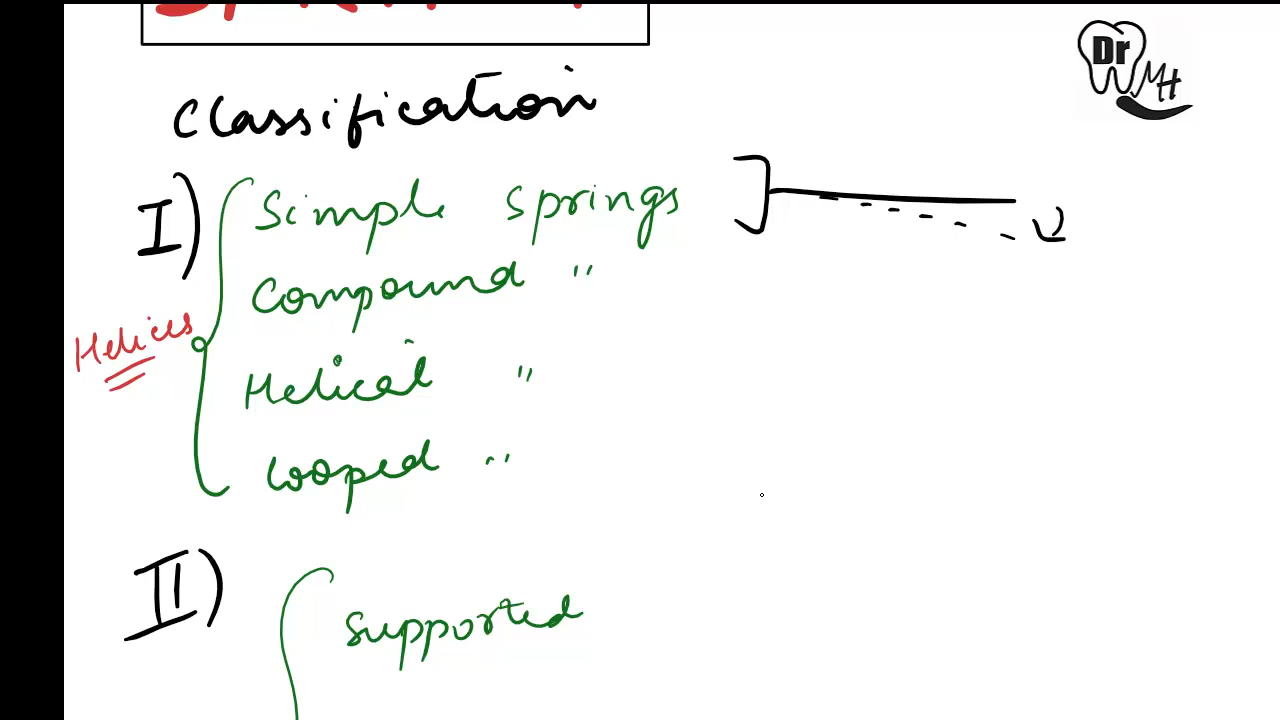 Classification
I)
Simple springs
Compound "
Helices
Helical "
Looped "
II)
Supported
Dr
MH